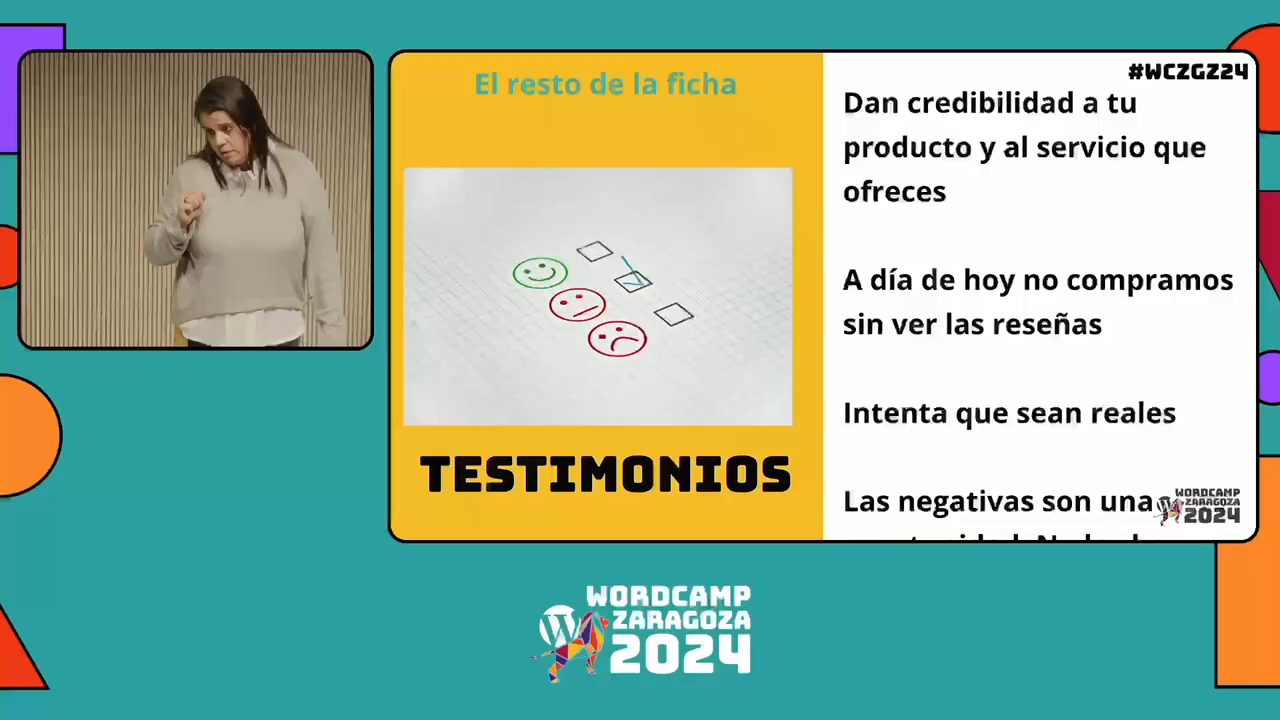 El resto de la ficha
TESTIMONIOS
#WCZGZ24
Dan credibilidad a tu
producto y al servicio que
ofreces
A día de hoy no compramos
sin ver las reseñas
Intenta que sean reales
Las negativas son una
WORDCAMP
ZARAGOZA
2024
WORDCAMP
ZARAGOZA
2024